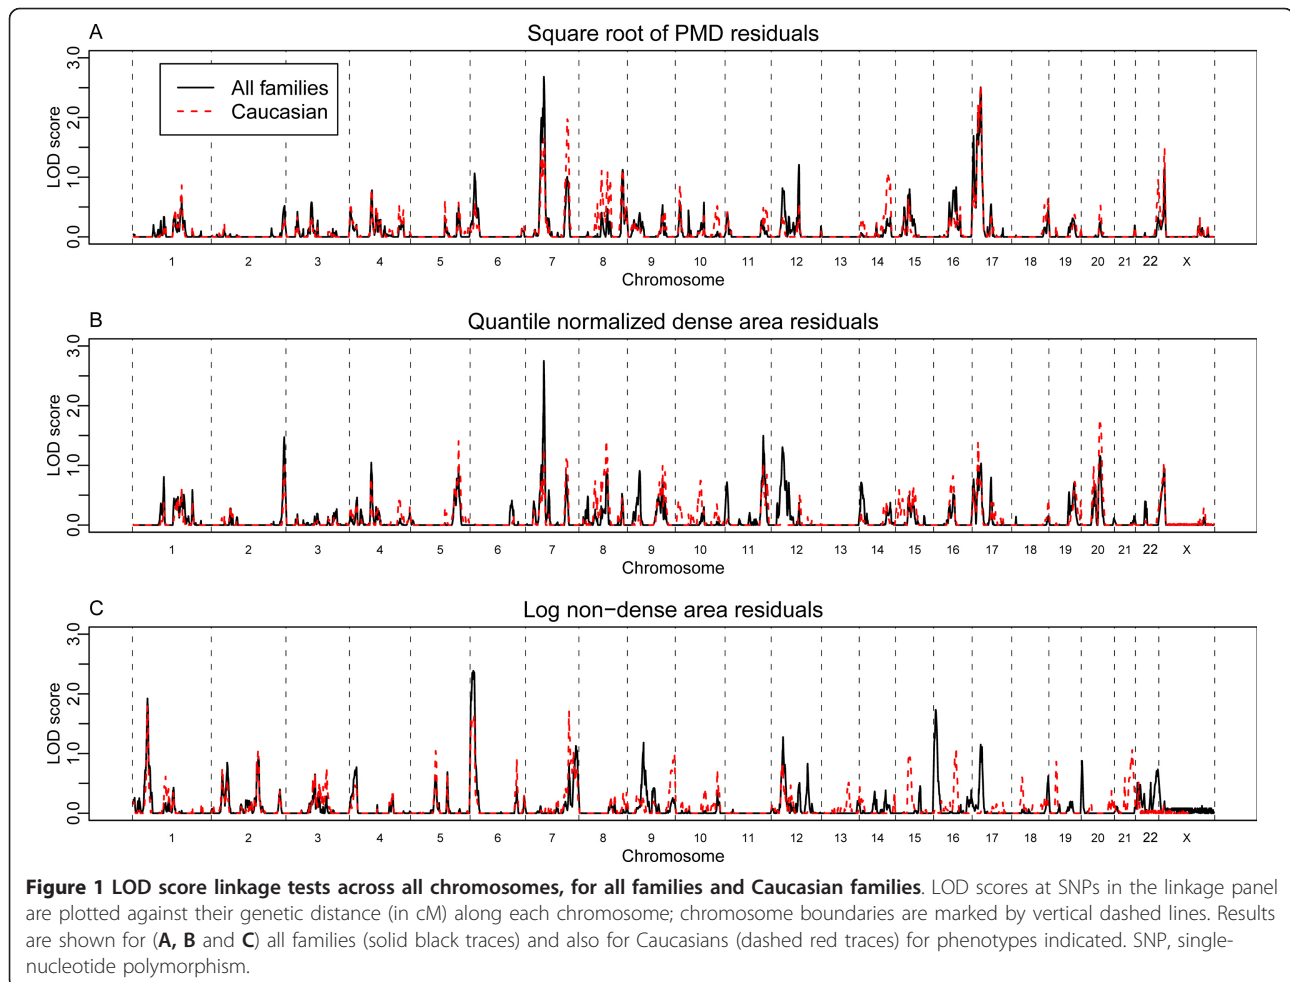 A
Square root of PMD residuals
All families
Caucasian
LOD score
0.0 1.0 2.0 3.0
1 2 3 4 5 6 7 8 9 10 11 12 13 14 15 16 17 18 19 20 21 22 X
Chromosome
B
Quantile normalized dense area residuals
LOD score
0.0 1.0 2.0 3.0
1 2 3 4 5 6 7 8 9 10 11 12 13 14 15 16 17 18 19 20 21 22 X
Chromosome
C
Log non−dense area residuals
LOD score
0.0 1.0 2.0 3.0
1 2 3 4 5 6 7 8 9 10 11 12 13 14 15 16 17 18 19 20 21 22 X
Chromosome
Figure 1 LOD score linkage tests across all chromosomes, for all families and Caucasian families. LOD scores at SNPs in the linkage panel
are plotted against their genetic distance (in cM) along each chromosome; chromosome boundaries are marked by vertical dashed lines. Results
are shown for (A, B and C) all families (solid black traces) and also for Caucasians (dashed red traces) for phenotypes indicated. SNP, single-
nucleotide polymorphism.